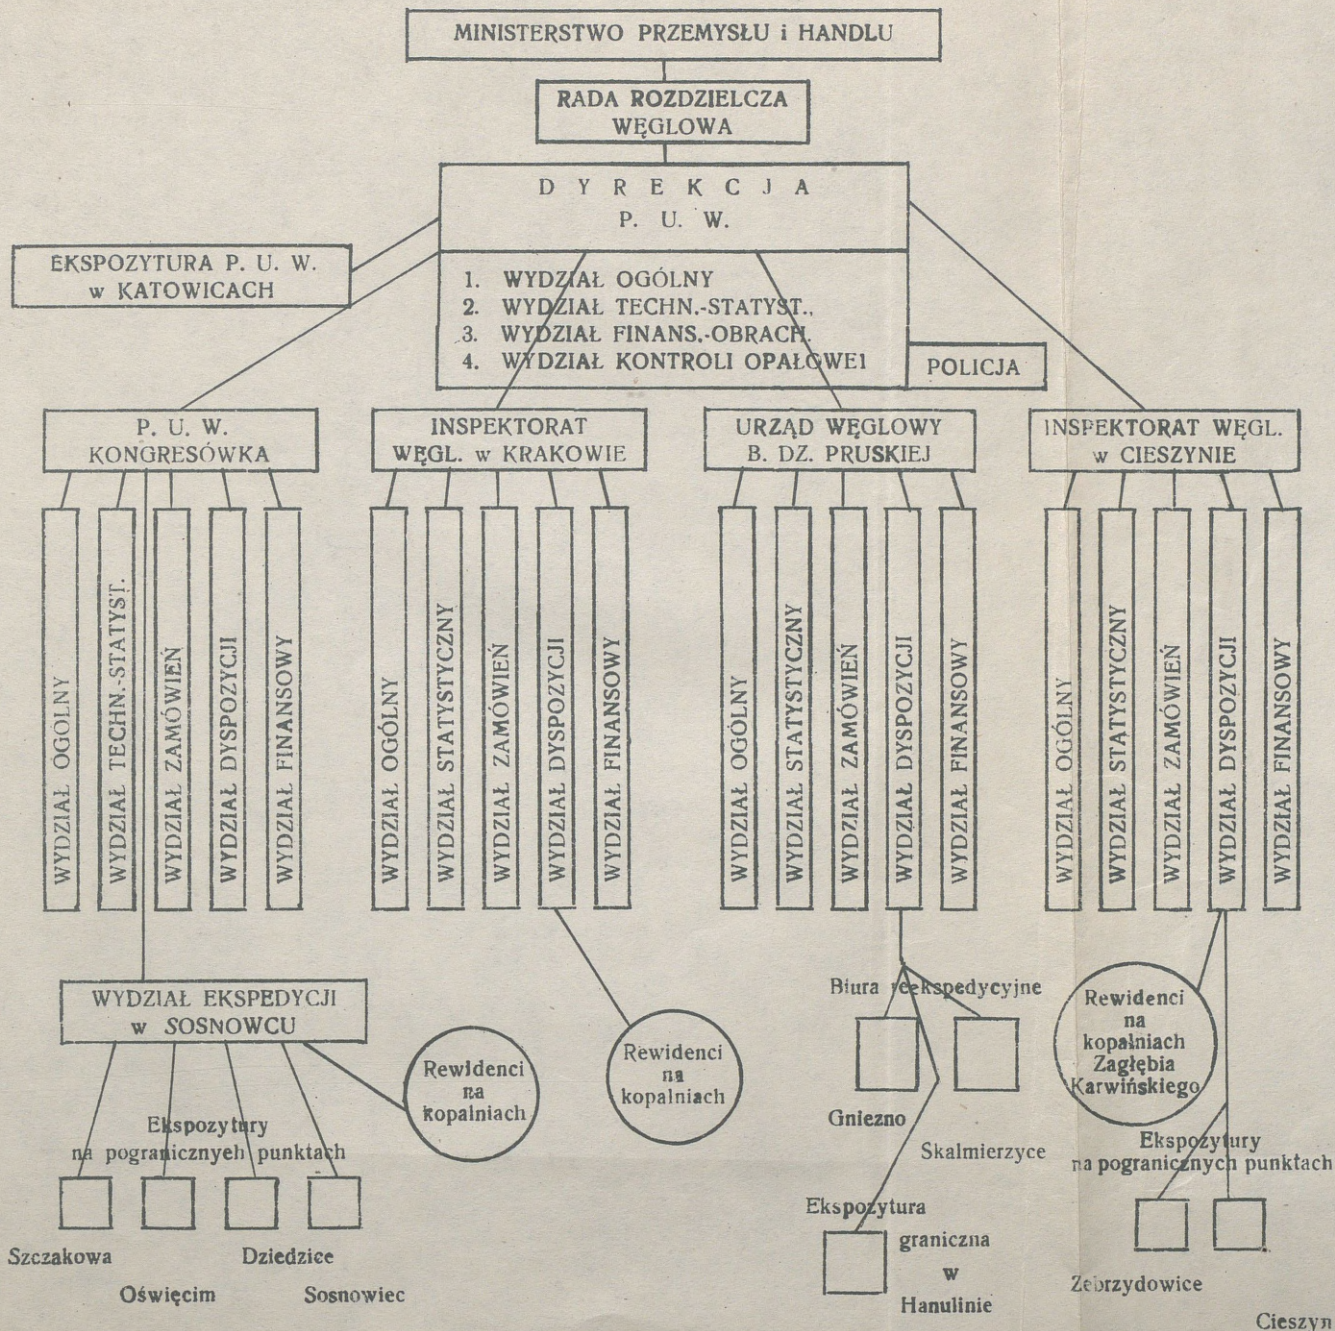 MINISTERSTWO PRZEMYSŁU i HANDLU
RADA ROZDZIELCZA
WĘGLOWA
D Y R E K C J A
P. U. W.
EKSPOZYTURA P. U. W.
w KATOWICACH
1. WYDZIAŁ OGÓLNY
2. WYDZIAŁ TECHN.-STATYST.,
3. WYDZIAŁ FINANS.-OBRACH.
4. WYDZIAŁ KONTROLI OPAŁOWEI
POLICJA
P. U. W.
KONGRESÓWKA
INSPEKTORAT
WĘGL. w KRAKOWIE
URZĄD WĘGLOWY
B. DZ. PRUSKIEJ
INSPEKTORAT WĘGL.
w CIESZYNIE
WYDZIAŁ OGOLNY
WYDZIAŁ TECHN.-STATYST.
WYDZIAŁ ZAMÓWIEŃ
WYDZIAŁ DYSPOZYCJI
WYDZIAŁ FINANSOWY
WYDZIAŁ OGÓLNY
WYDZIAŁ STATYSTYCZNY
WYDZIAŁ ZAMÓWIEŃ
WYDZIAŁ DYSPOZYCJI
WYDZIAŁ FINANSOWY
WYDZIAŁ OGÓLNY
WYDZIAŁ STATYSTYCZNY
WYDZIAŁ ZAMÓWIEŃ
WYDZIAŁ DYSPOZYCJI
WYDZIAŁ FINANSOWY
WYDZIAŁ OGÓLNY
WYDZIAŁ STATYSTYCZNY
WYDZIAŁ ZAMÓWIEŃ
WYDZIAŁ DYSPOZYCJI
WYDZIAŁ FINANSOWY
WYDZIAŁ EKSPEDYCJI
w SOSNOWCU
Rewidenci
na
kopalniach
Ekspozytury
na pogranicznyeh punktach
Szczakowa
Oświęcim
Dziedzice
Sosnowiec
Rewidenci
na
kopalniach
Biura reekspedycyjne
Gniezno
Skalmierzyce
Ekspozytura
graniczna
w
Hanulinie
Rewidenci
na
kopalniach
Zagłębia
Karwińskiego
Ekspozytury
na pogranicznych punktach
Zebrzydowice
Cieszyn